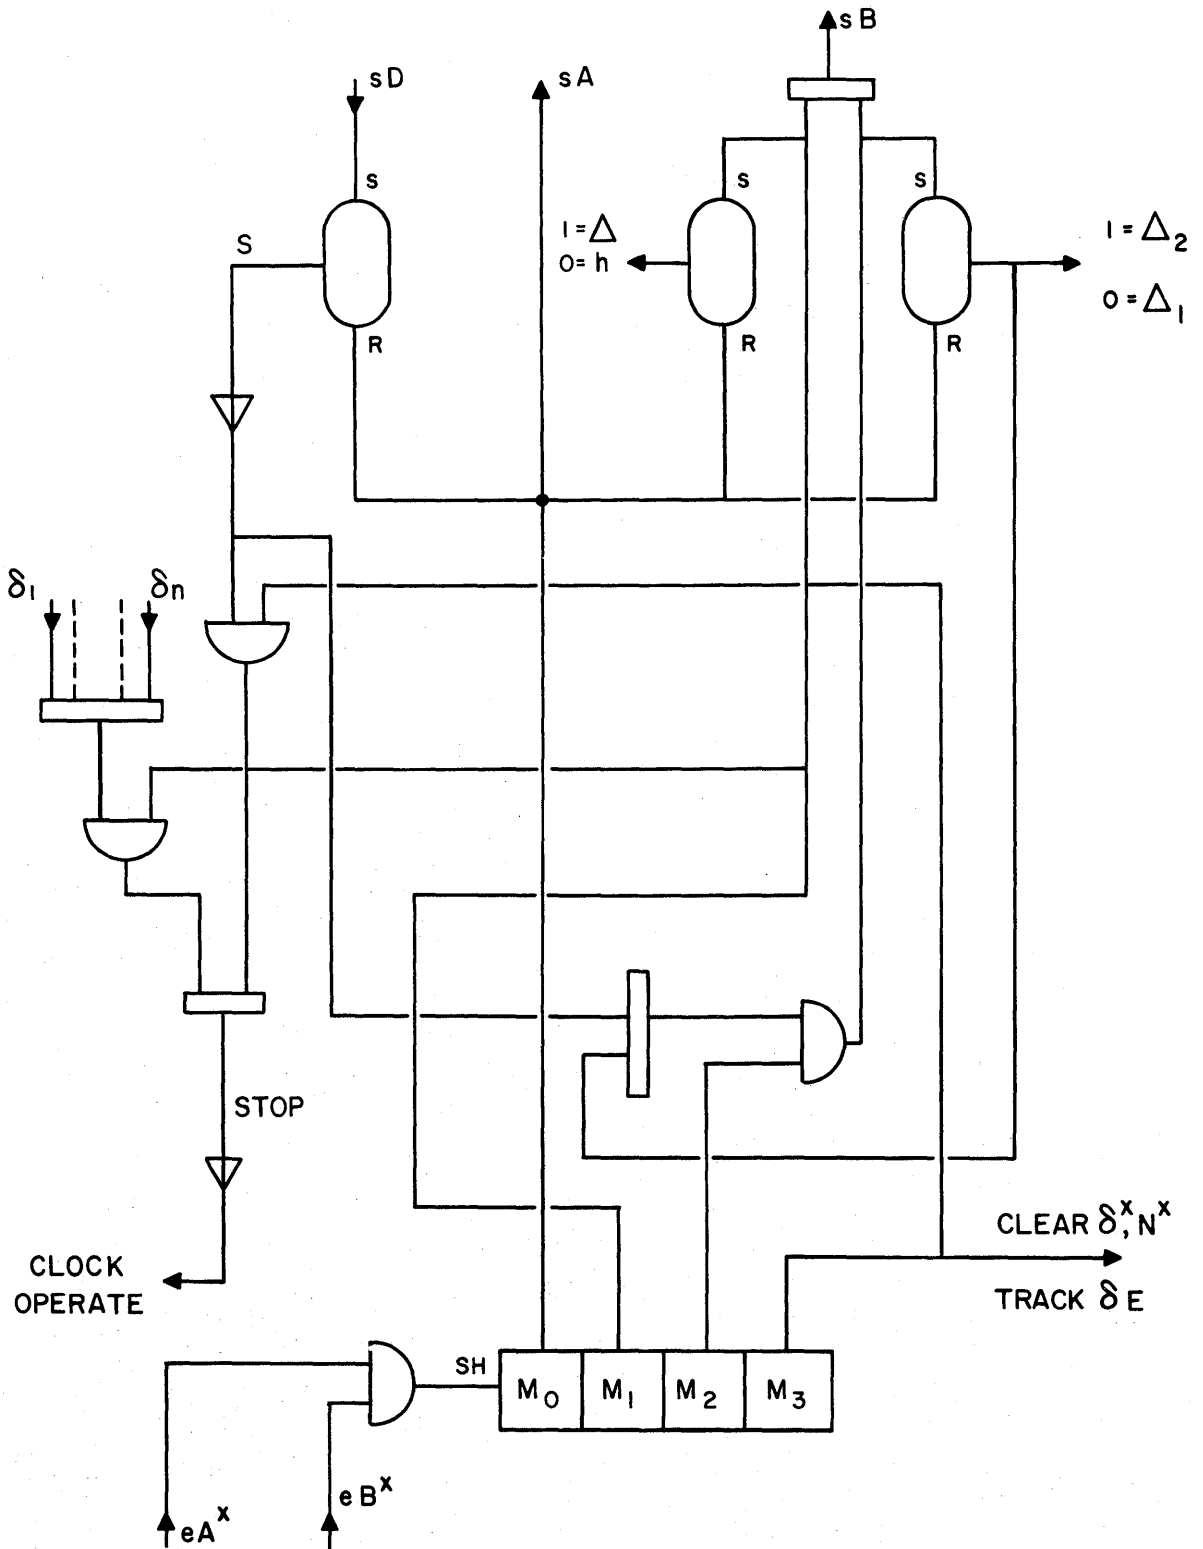 sB
sD
sA
s
s
s
S
1 = Δ
0 = h
1 = Δ₂
0 = Δ₁
R
R
R
δ₁
δn
STOP
CLEAR δˣ, Nˣ
CLOCK
OPERATE
TRACK δE
SH
M₀
M₁
M₂
M₃
eBˣ
eAˣ